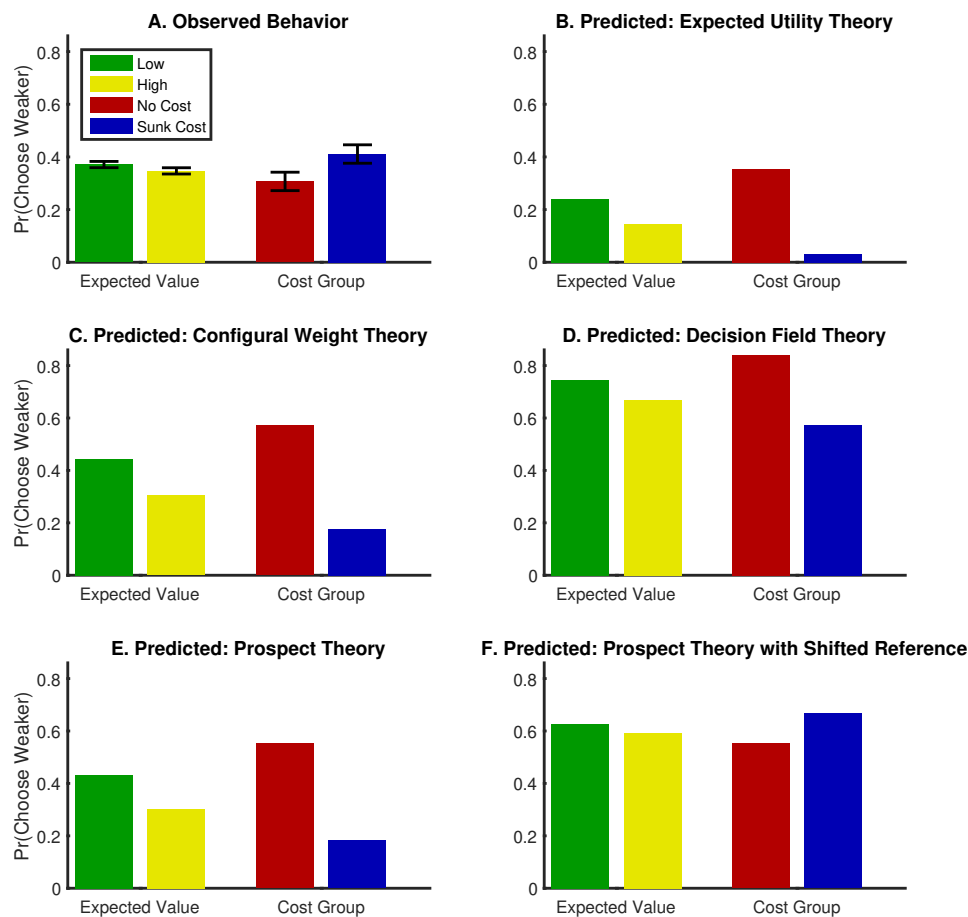 A. Observed Behavior
Pr(Choose Weaker)
0.8
0.6
0.4
0.2
0
Low
High
No Cost
Sunk Cost
Expected Value
Cost Group
B. Predicted: Expected Utility Theory
0.8
0.6
0.4
0.2
0
Expected Value
Cost Group
C. Predicted: Configural Weight Theory
Pr(Choose Weaker)
0.8
0.6
0.4
0.2
0
Expected Value
Cost Group
D. Predicted: Decision Field Theory
0.8
0.6
0.4
0.2
0
Expected Value
Cost Group
E. Predicted: Prospect Theory
Pr(Choose Weaker)
0.8
0.6
0.4
0.2
0
Expected Value
Cost Group
F. Predicted: Prospect Theory with Shifted Reference
0.8
0.6
0.4
0.2
0
Expected Value
Cost Group